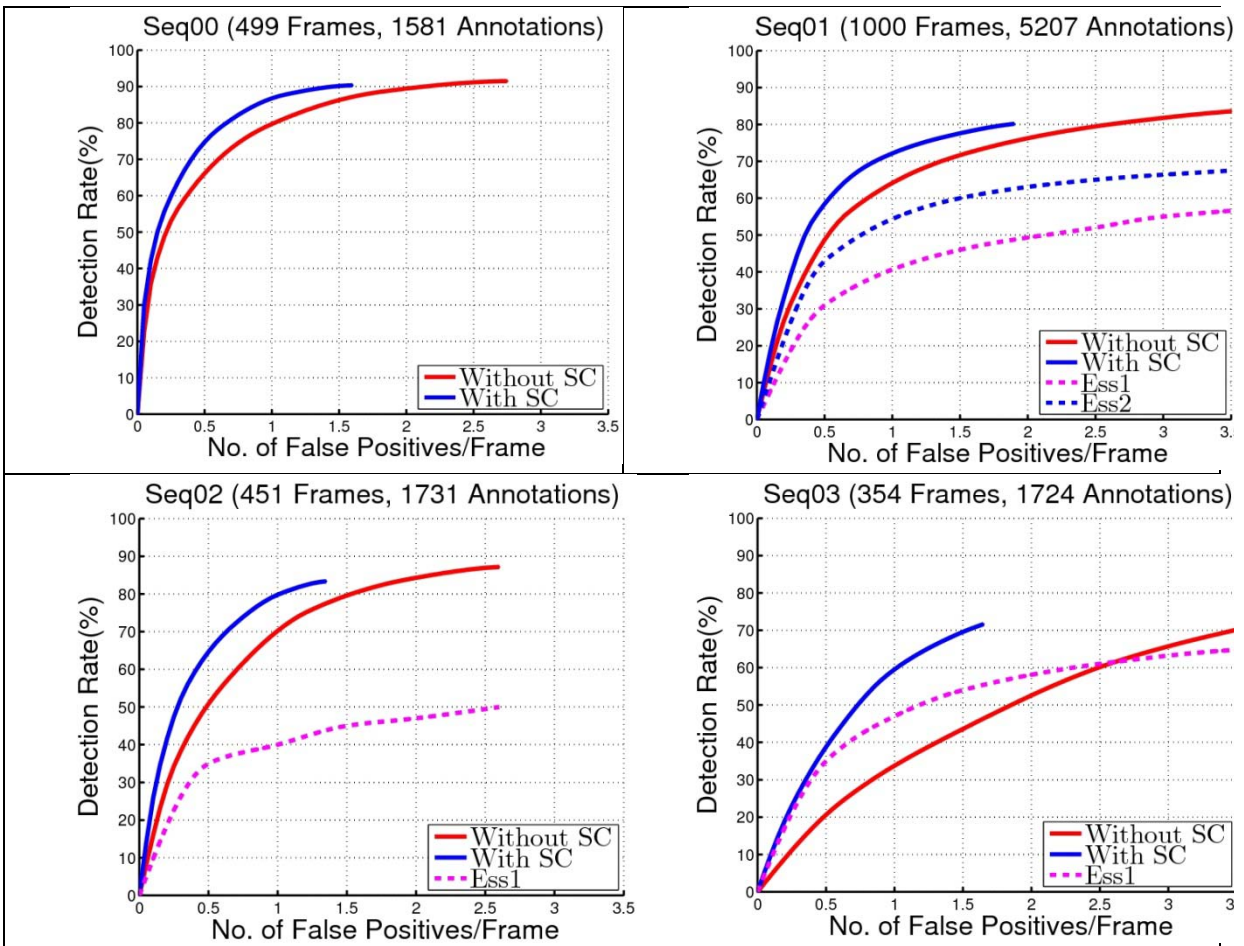 Seq00 (499 Frames, 1581 Annotations)
Detection Rate(%)
100
90
80
70
60
50
40
30
20
10
0
0 0.5 1 1.5 2 2.5 3 3.5
No. of False Positives/Frame
Without SC
With SC
Seq01 (1000 Frames, 5207 Annotations)
Detection Rate(%)
100
90
80
70
60
50
40
30
20
10
0
0 0.5 1 1.5 2 2.5 3 3.5
No. of False Positives/Frame
Without SC
With SC
Ess1
Ess2
Seq02 (451 Frames, 1731 Annotations)
Detection Rate(%)
100
90
80
70
60
50
40
30
20
10
0
0 0.5 1 1.5 2 2.5 3 3.5
No. of False Positives/Frame
Without SC
With SC
Ess1
Seq03 (354 Frames, 1724 Annotations)
Detection Rate(%)
100
90
80
70
60
50
40
30
20
10
0
0 0.5 1 1.5 2 2.5 3 3.5
No. of False Positives/Frame
Without SC
With SC
Ess1